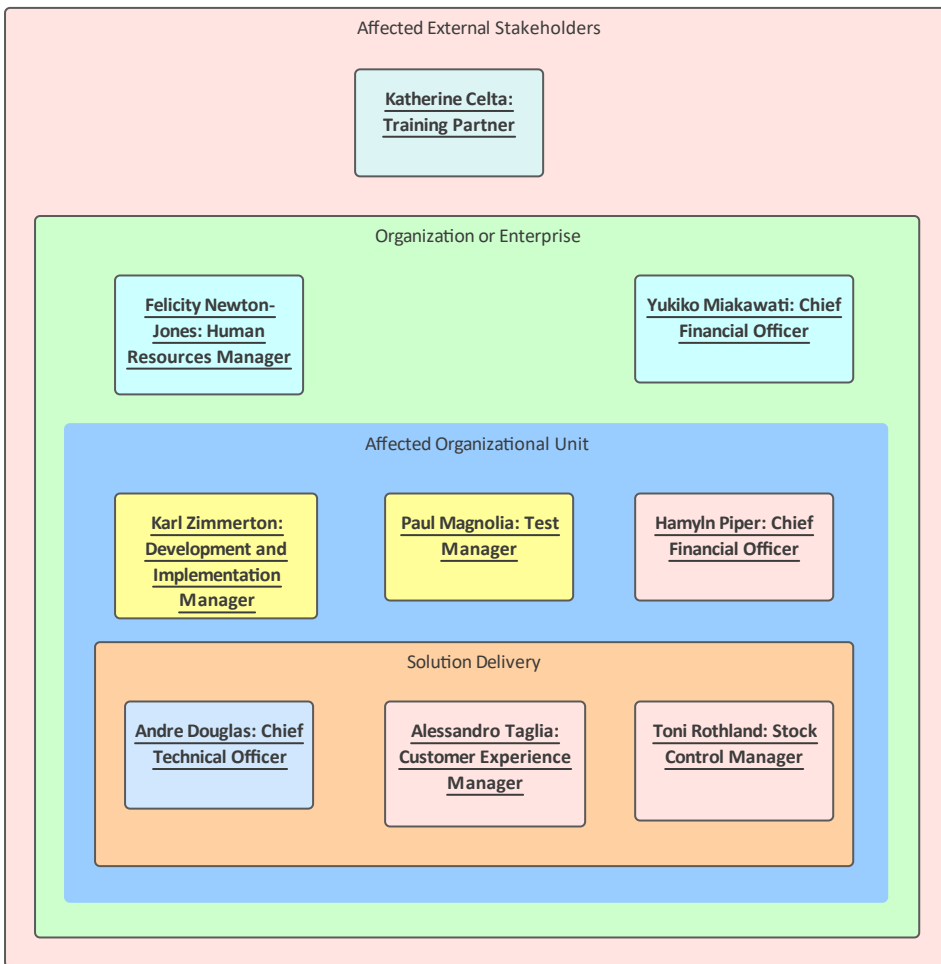 Affected External Stakeholders
Katherine Celta:
Training Partner
Organization or Enterprise
Felicity Newton-
Jones: Human
Resources Manager
Yukiko Miakawati: Chief
Financial Officer
Affected Organizational Unit
Karl Zimmerton:
Development and
Implementation
Manager
Paul Magnolia: Test
Manager
Hamyln Piper: Chief
Financial Officer
Solution Delivery
Andre Douglas: Chief
Technical Officer
Alessandro Taglia:
Customer Experience
Manager
Toni Rothland: Stock
Control Manager